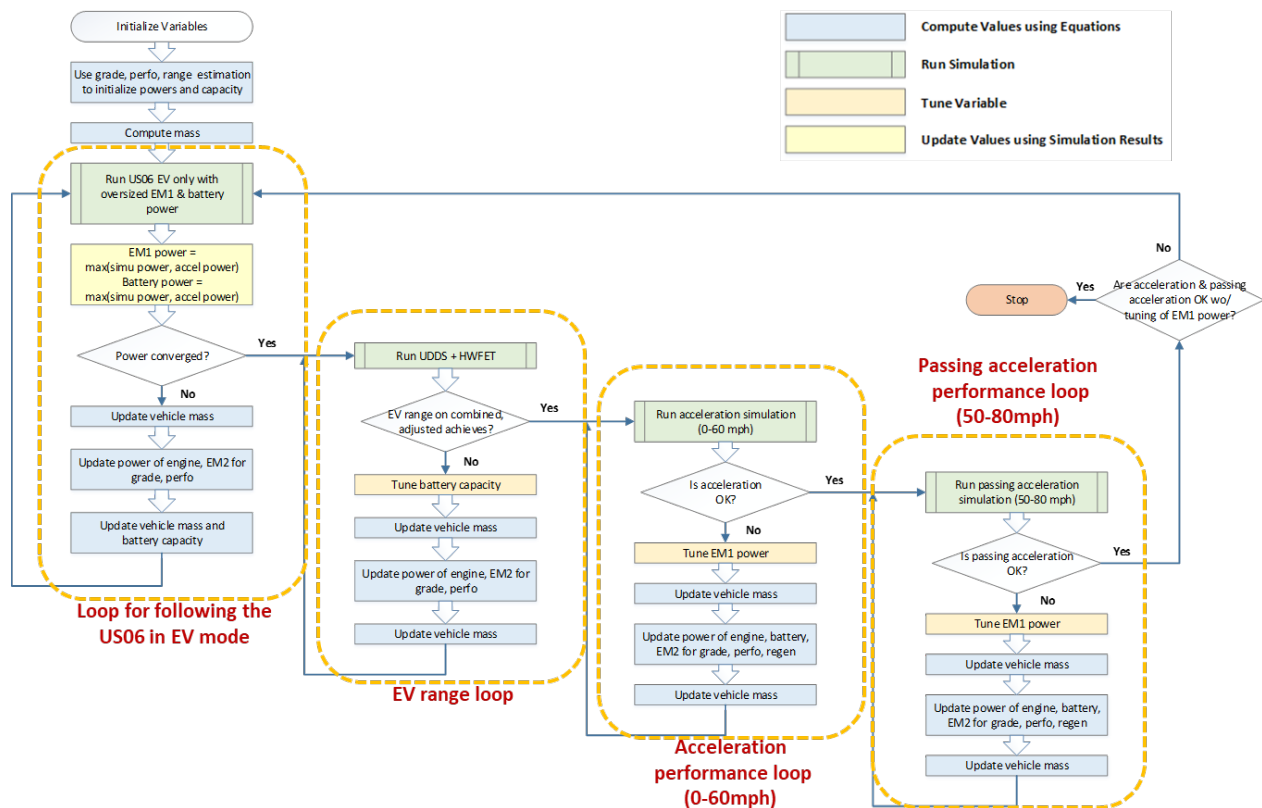 Initialize Variables
Use grade, perfo, range estimation
to initialize powers and capacity
Compute mass
Compute Values using Equations
Run Simulation
Tune Variable
Update Values using Simulation Results
Run US06 EV only with
oversized EM1 & battery
power
EM1 power =
max(simu power, accel power)
Battery power =
max(simu power, accel power)
Power converged?
Yes
No
Update vehicle mass
Update power of engine, EM2 for
grade, perfo
Update vehicle mass and
battery capacity
Loop for following the
US06 in EV mode
Run UDDS + HWFET
EV range on combined,
adjusted achieves?
Yes
No
Tune battery capacity
Update vehicle mass
Update power of engine, EM2 for
grade, perfo
Update vehicle mass
EV range loop
Run acceleration simulation
(0-60 mph)
Is acceleration
OK?
Yes
No
Tune EM1 power
Update vehicle mass
Update power of engine, battery,
EM2 for grade, perfo, regen
Update vehicle mass
Acceleration
performance loop
(0-60mph)
Passing acceleration
performance loop
(50-80mph)
Run passing acceleration
simulation (50-80 mph)
Is passing acceleration
OK?
Yes
No
Tune EM1 power
Update vehicle mass
Update power of engine, battery,
EM2 for grade, perfo, regen
Update vehicle mass
No
Are acceleration & passing
acceleration OK wo/
tuning of EM1 power?
Yes
Stop